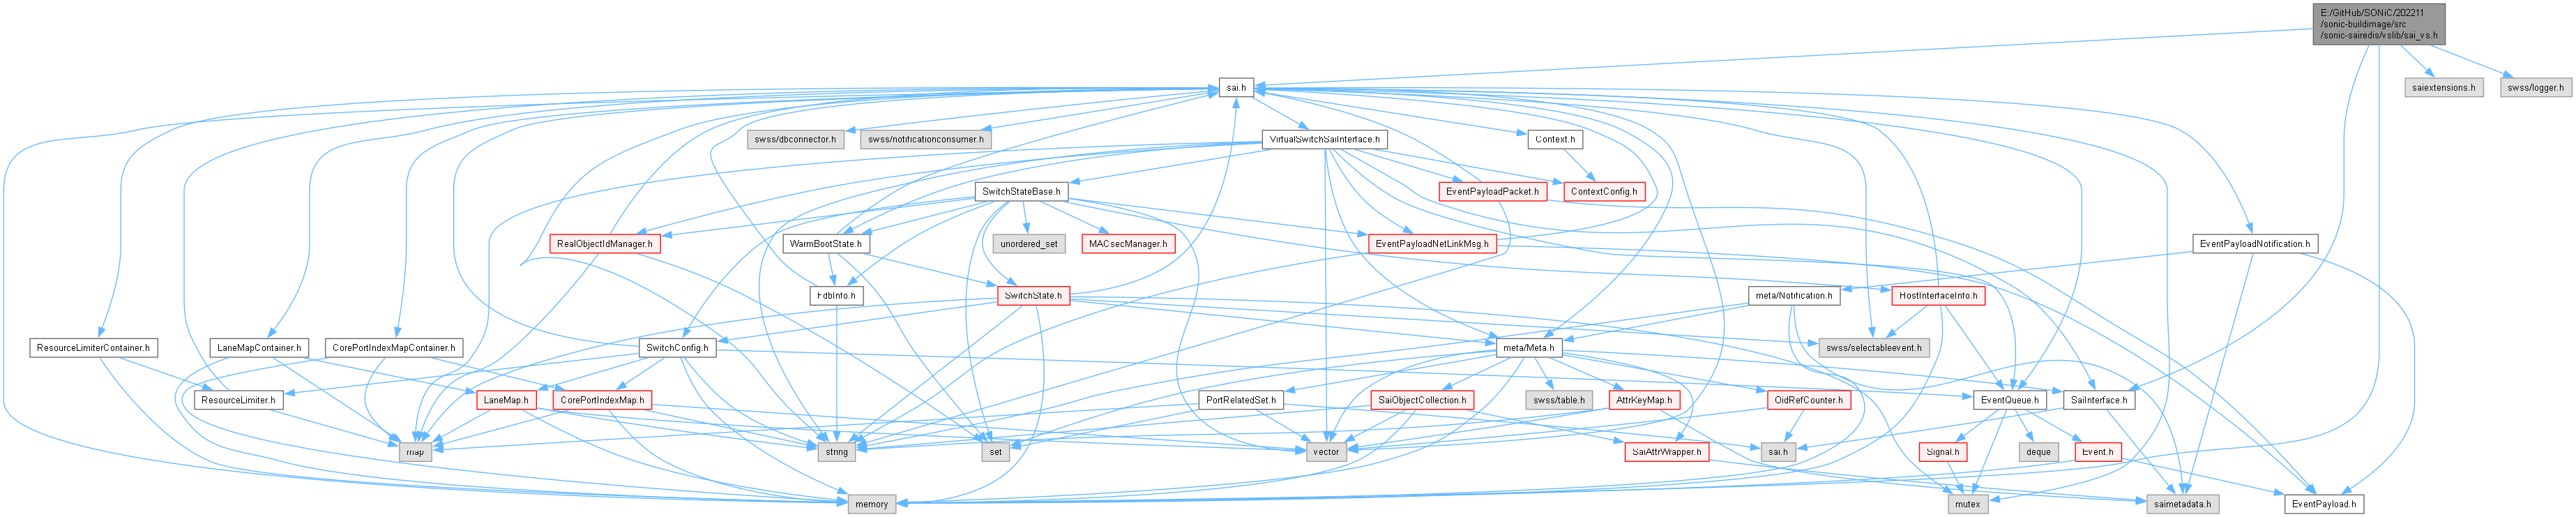 E:/GitHub/SONiC/202211
/sonic-buildimage/src
/sonic-sairedis/vslib/sai_vs.h
sai.h
saiextensions.h
swss/logger.h
swss/dbconnector.h
swss/notificationconsumer.h
VirtualSwitchSaiInterface.h
Context.h
SwitchStateBase.h
EventPayloadPacket.h
ContextConfig.h
RealObjectIdManager.h
WarmBootState.h
unordered_set
MACsecManager.h
EventPayloadNetLinkMsg.h
EventPayloadNotification.h
FdbInfo.h
SwitchState.h
meta/Notification.h
HostInterfaceInfo.h
ResourceLimiterContainer.h
LaneMapContainer.h
CorePortIndexMapContainer.h
SwitchConfig.h
meta/Meta.h
swss/selectableevent.h
ResourceLimiter.h
LaneMap.h
CorePortIndexMap.h
PortRelatedSet.h
SaiObjectCollection.h
swss/table.h
AttrKeyMap.h
OidRefCounter.h
EventQueue.h
SaiInterface.h
map
string
set
vector
SaiAttrWrapper.h
sai.h
Signal.h
deque
Event.h
memory
mutex
saimetadata.h
EventPayload.h